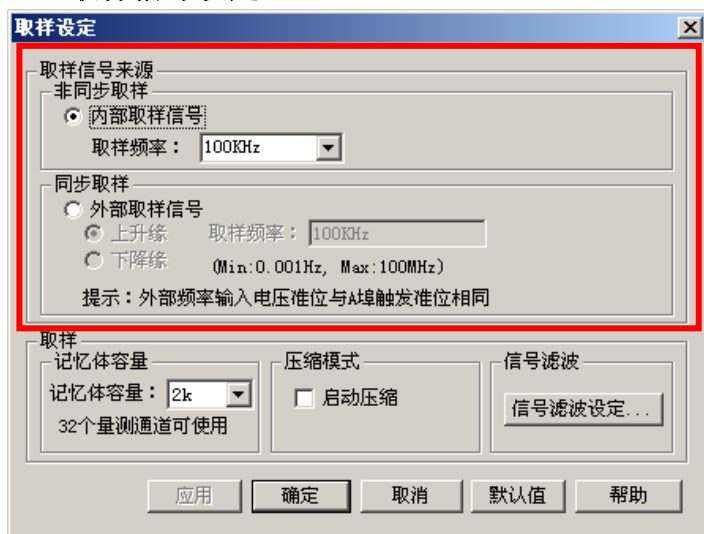 取样设定
取样信号来源
非同步取样
内部取样信号
取样频率： 100KHz
同步取样
外部取样信号
上升缘 取样频率： 100KHz
下降缘 (Min:0.001Hz, Max:100MHz)
提示：外部频率输入电压准位与A埠触发准位相同
取样
记忆体容量 压缩模式 信号滤波
记忆体容量： 2k 启动压缩 信号滤波设定...
32个量测通道可使用
应用 确定 取消 默认值 帮助